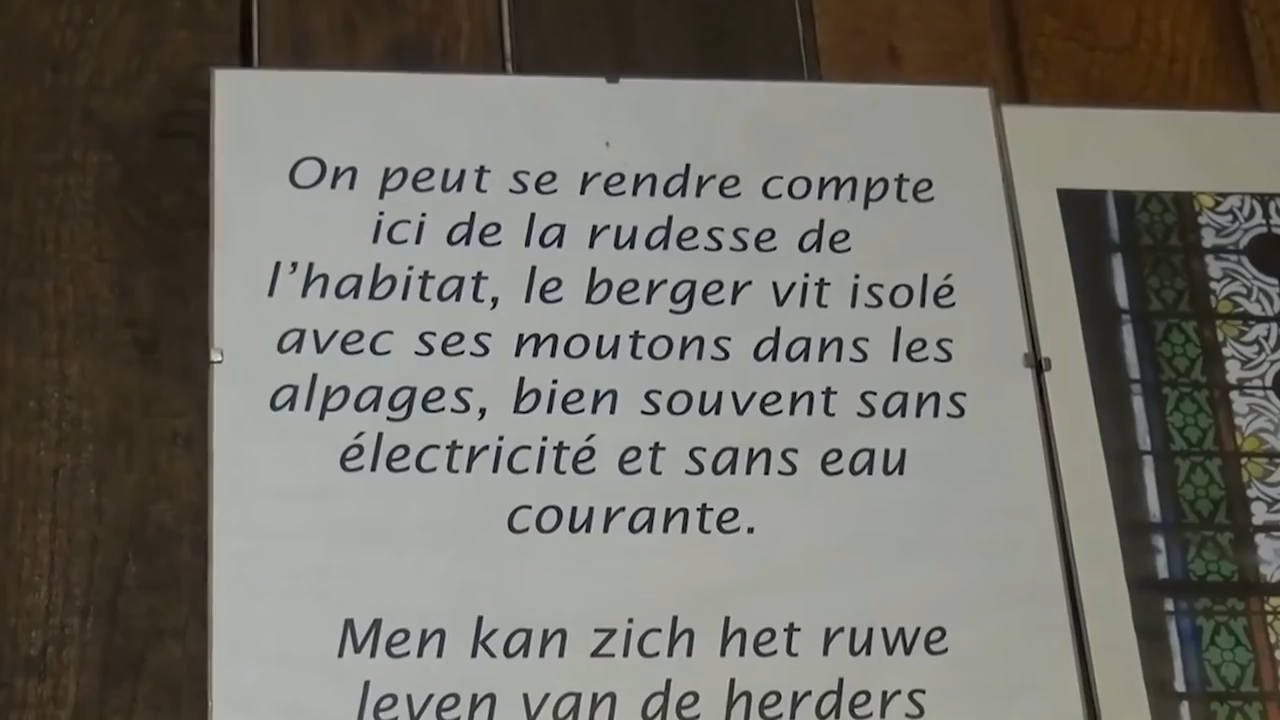 On peut se rendre compte
ici de la rudesse de
l’habitat, le berger vit isolé
avec ses moutons dans les
alpages, bien souvent sans
électricité et sans eau
courante.
Men kan zich het ruwe
leven van de herders